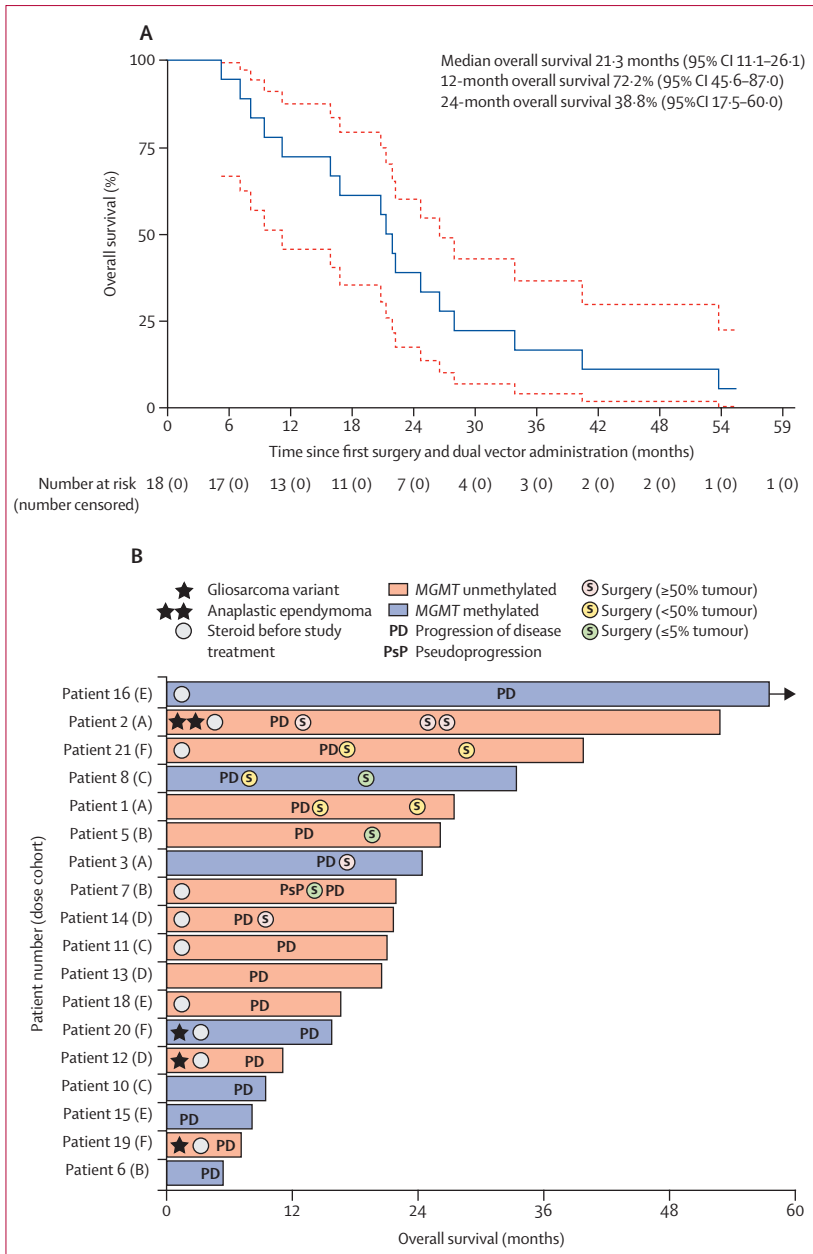 A
Median overall survival 21·3 months (95% CI 11·1–26·1)
12-month overall survival 72·2% (95% CI 45·6–87·0)
24-month overall survival 38·8% (95%CI 17·5–60·0)
100
75
50
25
0
Overall survival (%)
0 6 12 18 24 30 36 42 48 54 59
Time since first surgery and dual vector administration (months)
Number at risk 18 (0) 17 (0) 13 (0) 11 (0) 7 (0) 4 (0) 3 (0) 2 (0) 2 (0) 1 (0) 1 (0)
(number censored)
B
Gliosarcoma variant MGMT unmethylated S Surgery (≥50% tumour)
Anaplastic ependymoma MGMT methylated S Surgery (<50% tumour)
Steroid before study PD Progression of disease S Surgery (≤5% tumour)
treatment PsP Pseudoprogression
Patient number (dose cohort)
Patient 16 (E) PD
Patient 2 (A) PD S S S
Patient 21 (F) PD S S
Patient 8 (C) PD S S
Patient 1 (A) PD S S
Patient 5 (B) PD S
Patient 3 (A) PD S
Patient 7 (B) PsP S PD
Patient 14 (D) PD S
Patient 11 (C) PD
Patient 13 (D) PD
Patient 18 (E) PD
Patient 20 (F) PD
Patient 12 (D) PD
Patient 10 (C) PD
Patient 15 (E) PD
Patient 19 (F) PD
Patient 6 (B) PD
0 12 24 36 48 60
Overall survival (months)